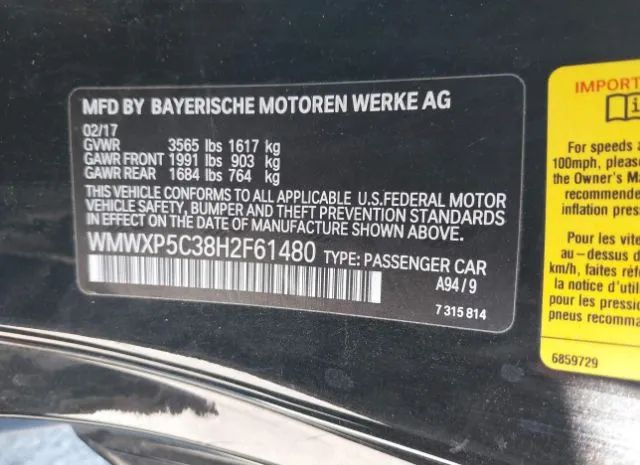 MFD BY BAYERISCHE MOTOREN WERKE AG
02/17
GVWR 3565 lbs 1617 kg
GAWR FRONT 1991 lbs 903 kg
GAWR REAR 1684 lbs 764 kg
THIS VEHICLE CONFORMS TO ALL APPLICABLE U.S.FEDERAL MOTOR
VEHICLE SAFETY, BUMPER AND THEFT PREVENTION STANDARDS
IN EFFECT ON THE DATE OF MANUFACTURE SHOWN ABOVE.
WMWXP5C38H2F61480 TYPE: PASSENGER CAR
A94/9
7 315 814
IMPORT
For speeds a
100mph, please
the Owner's Ma
recommende
inflation pres
Pour des vite
au-dessus d
km/h, faites réfé
la notice d'util
pour les pressio
pneus recomma
6859729